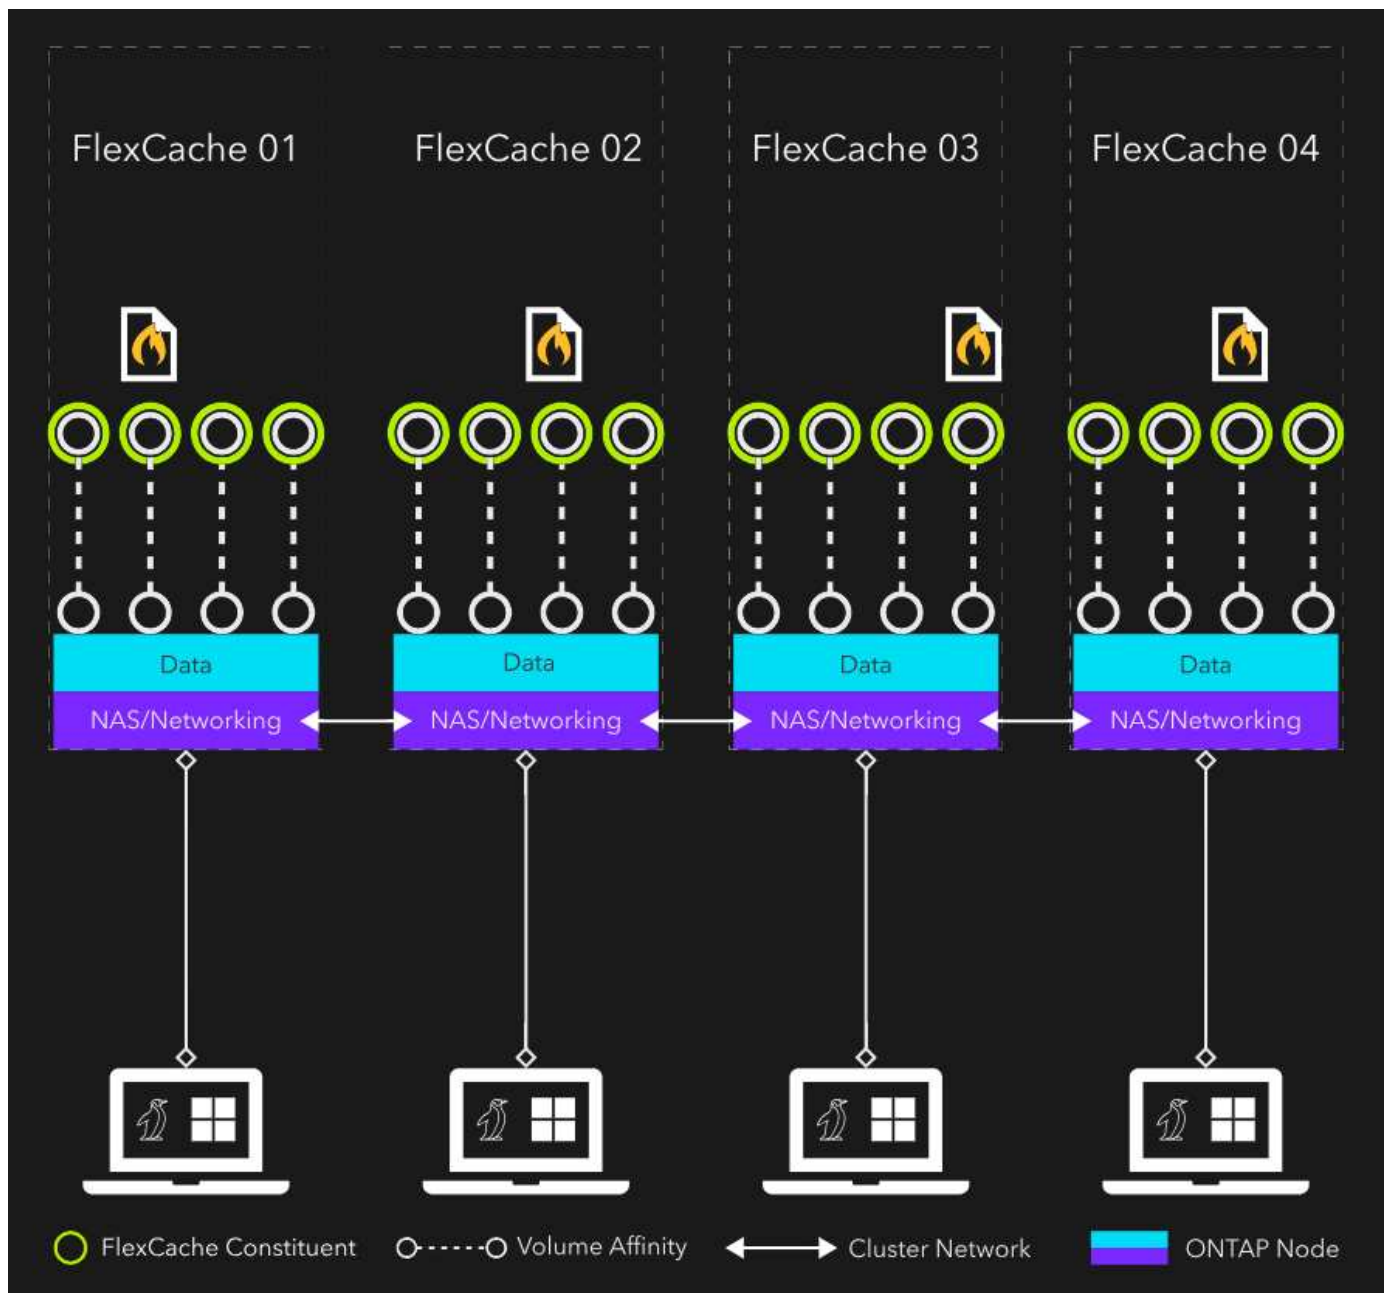 FlexCache 01
FlexCache 02
FlexCache 03
FlexCache 04
Data
Data
Data
Data
NAS/Networking
NAS/Networking
NAS/Networking
NAS/Networking
FlexCache Constituent
Volume Affinity
Cluster Network
ONTAP Node